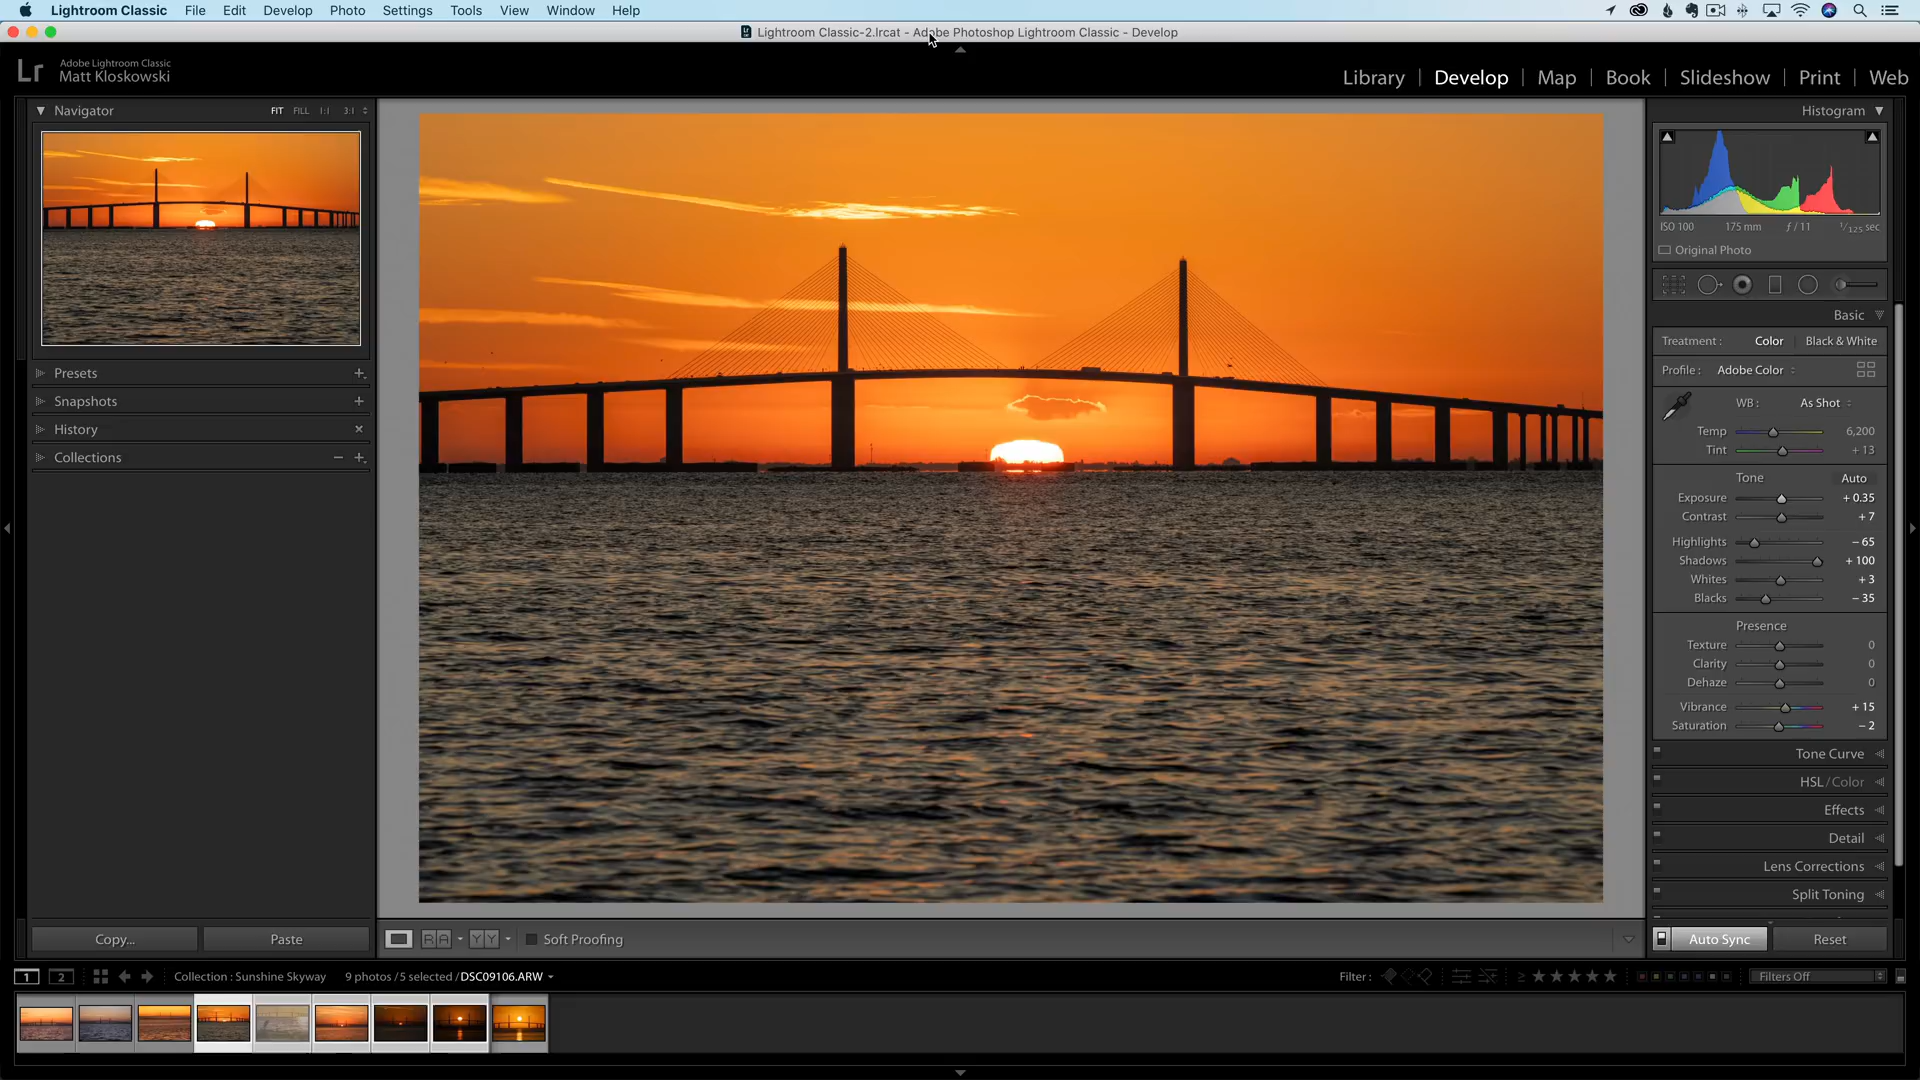 Lightroom Classic File Edit Develop Photo Settings Tools View Window Help
Lightroom Classic-2.lrcat - Adobe Photoshop Lightroom Classic - Develop
Lr
Adobe Lightroom Classic
Matt Kloskowski
Library | Develop | Map | Book | Slideshow | Print | Web
Navigator FIT FILL 1:1 3:1
Presets
Snapshots
History
Collections
Copy... Paste
Histogram
ISO 100 175 mm ƒ / 11 1/125 sec
Original Photo
Basic
Treatment : Color Black & White
Profile : Adobe Color
WB : As Shot
Temp 6,200
Tint + 13
Tone Auto
Exposure + 0.35
Contrast + 7
Highlights − 65
Shadows + 100
Whites + 3
Blacks − 35
Presence
Texture 0
Clarity 0
Dehaze 0
Vibrance + 15
Saturation − 2
Tone Curve
HSL / Color
Effects
Detail
Lens Corrections
Split Toning
Auto Sync Reset
R A Y Y Soft Proofing
1 2 Collection : Sunshine Skyway 9 photos / 5 selected / DSC09106.ARW Filter : ≥ ★★★★★ Filters Off